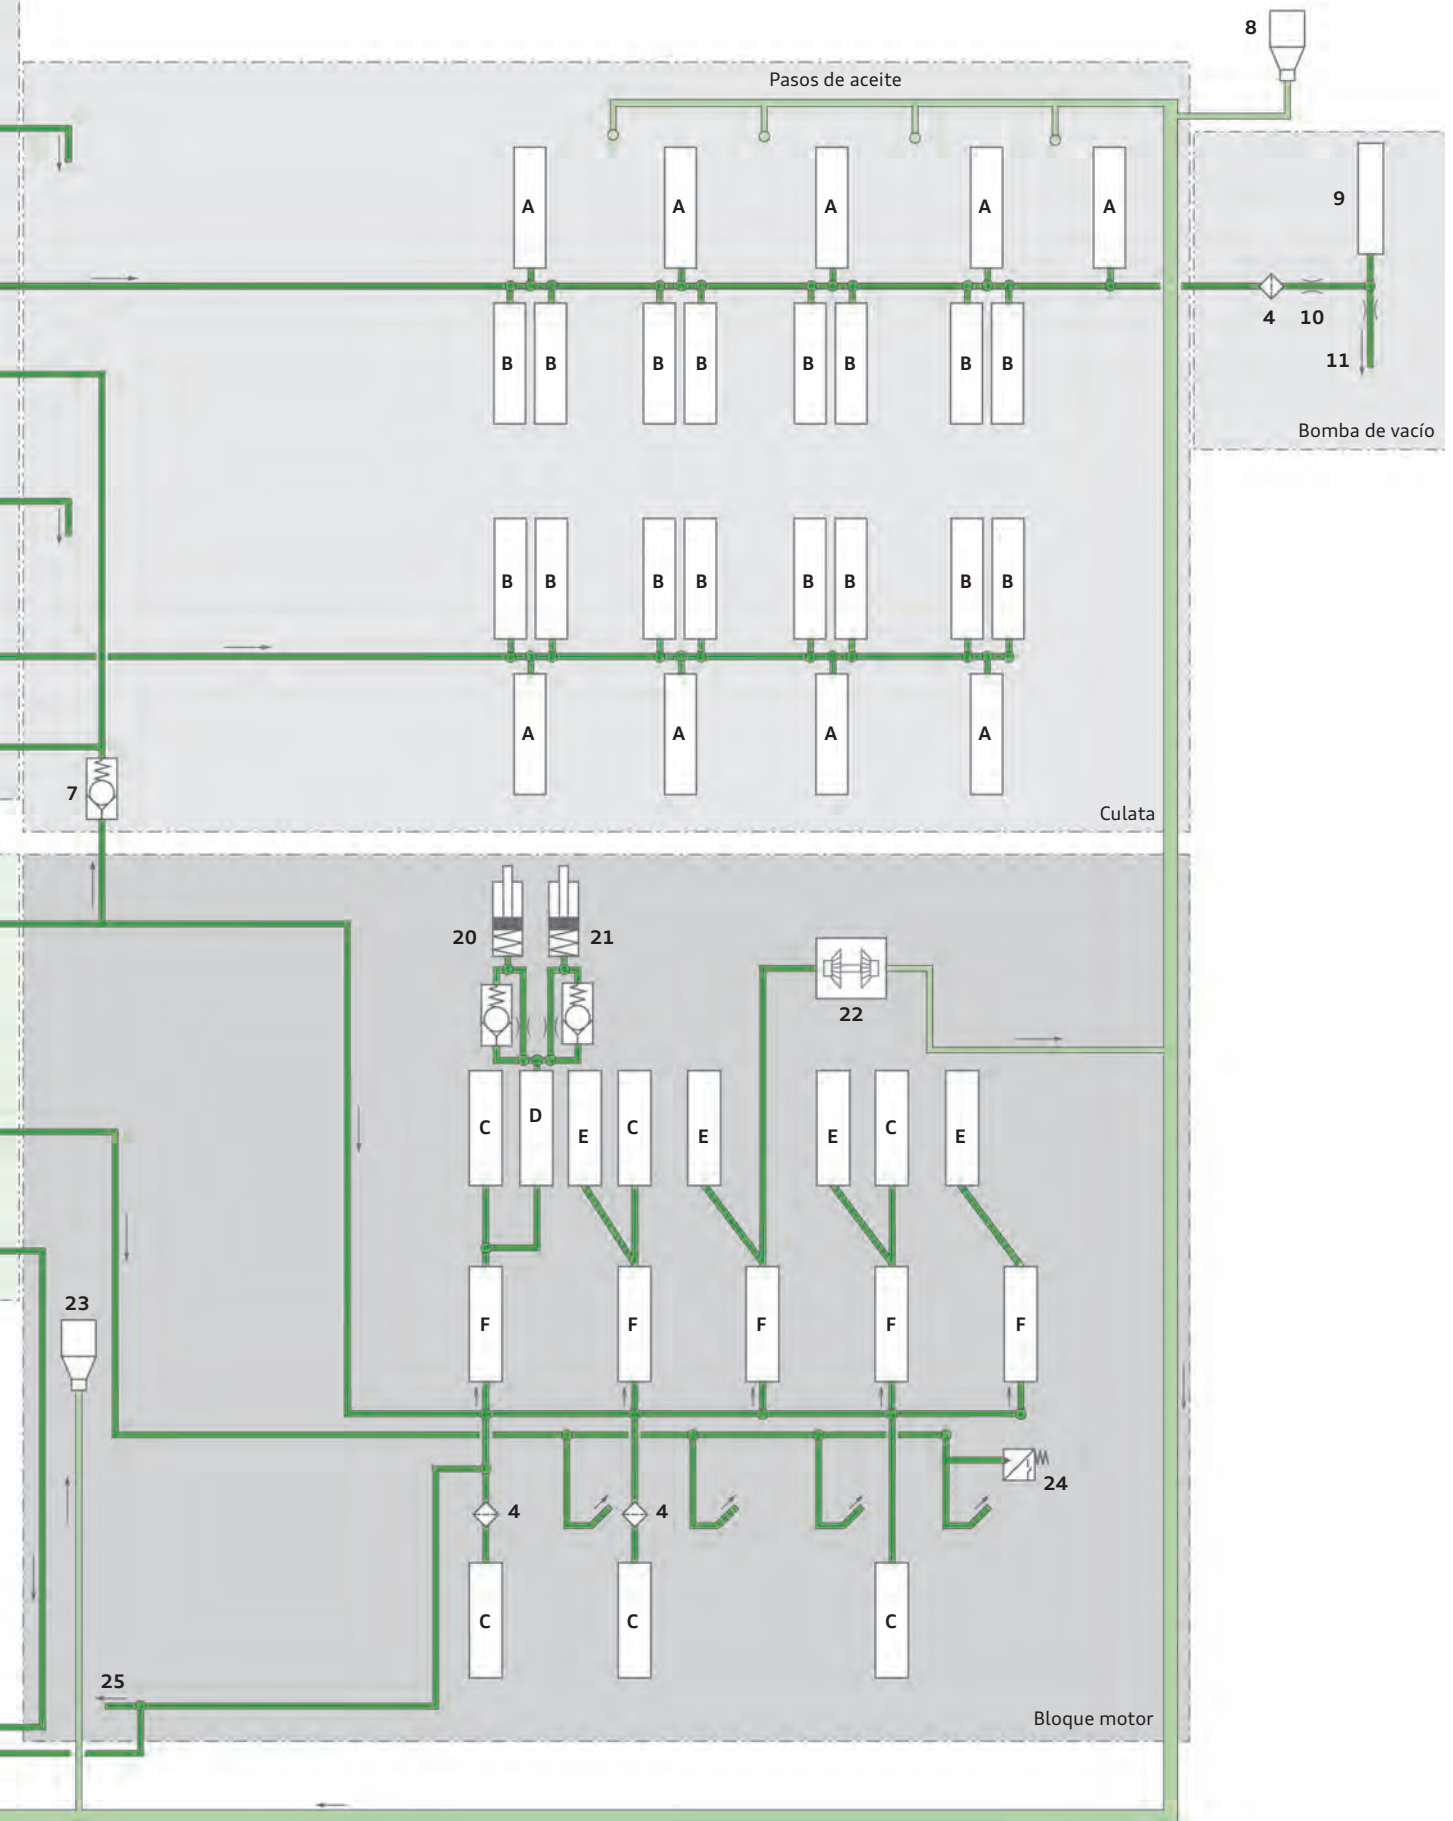 8
Pasos de aceite
A A A A A
9
4 10
B B B B B B B B
11
Bomba de vacío
B B B B B B B B
A A A A
7
Culata
20 21
22
C D E C E E C E
23
F F F F F
24
4 4
C C C
25
Bloque motor